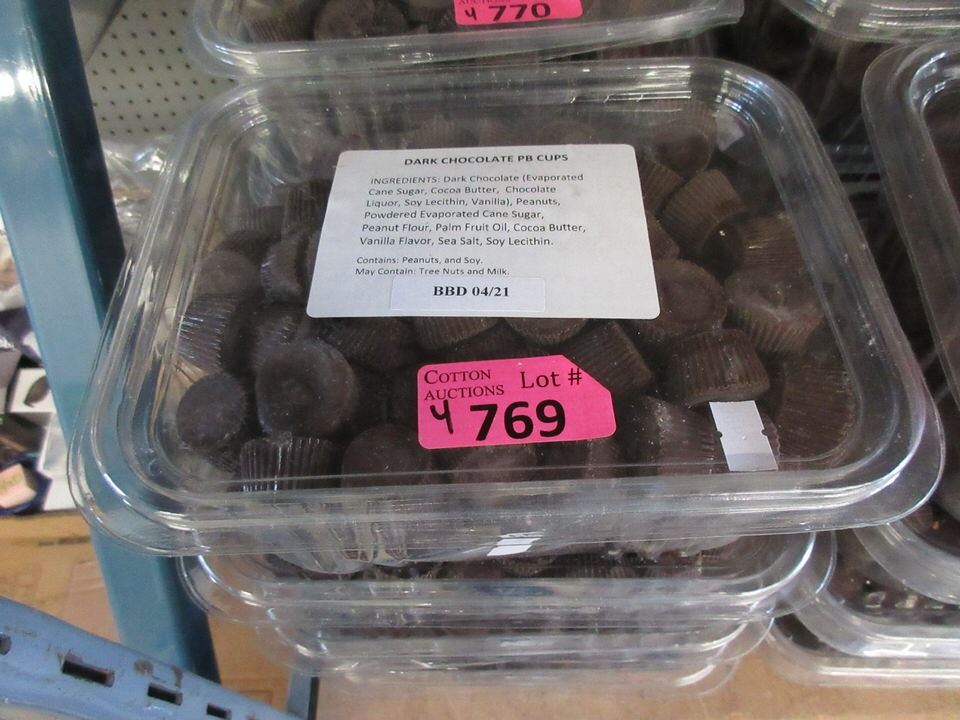 AUCTIONS
4 770
DARK CHOCOLATE PB CUPS
INGREDIENTS: Dark Chocolate (Evaporated
Cane Sugar, Cocoa Butter, Chocolate
Liquor, Soy Lecithin, Vanilla), Peanuts,
Powdered Evaporated Cane Sugar,
Peanut Flour, Palm Fruit Oil, Cocoa Butter,
Vanilla Flavor, Sea Salt, Soy Lecithin.
Contains: Peanuts, and Soy.
May Contain: Tree Nuts and Milk.
BBD 04/21
COTTON Lot #
AUCTIONS
4 769